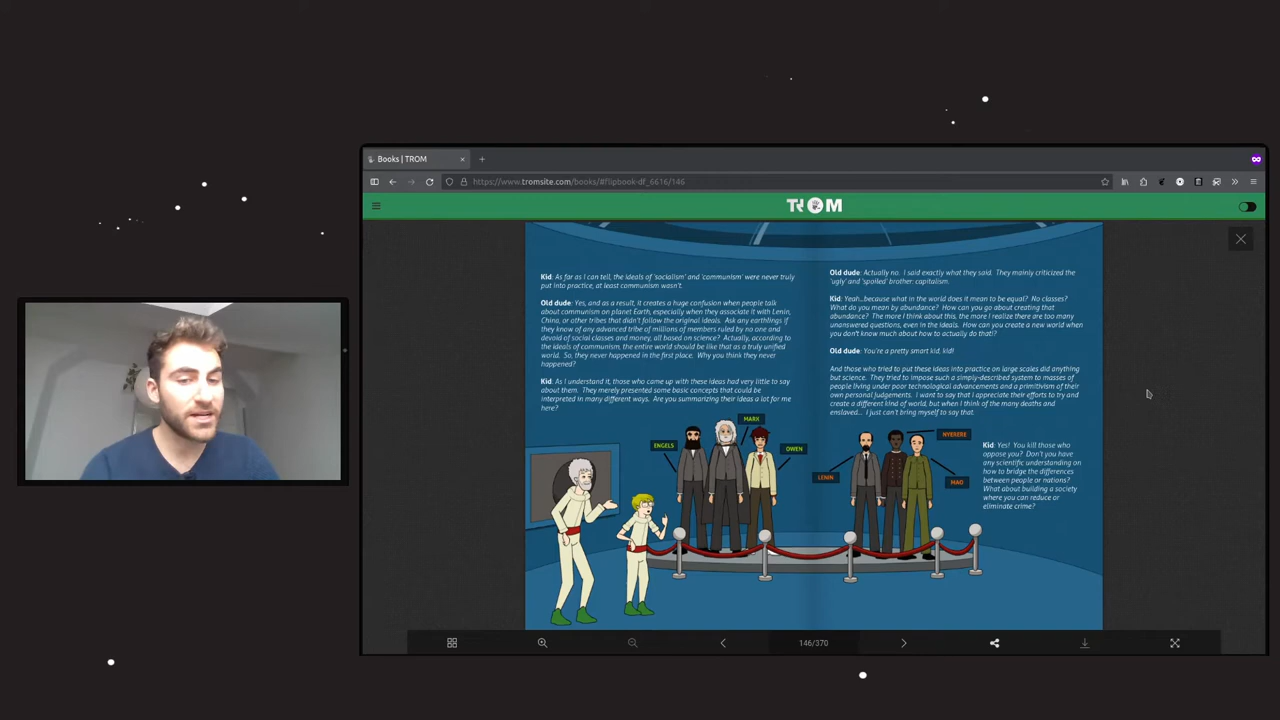 Books | TROM
https://www.tromsite.com/books/#flipbook-df_6616/146
TROM
Kid: As far as I can tell, the ideals of 'socialism' and 'communism' were never truly
put into practice, at least communism wasn't.
Old dude: Yes, and as a result, it creates a huge confusion when people talk
about communism on planet Earth, especially when they associate it with Lenin,
China, or other tribes that didn't follow the original ideals. Ask any earthlings if
they know of any advanced tribe of millions of members ruled by no one and
devoid of social classes and money, all based on science? Actually, according to
the ideals of communism, the entire world should be like that as a truly unified
world. So, they never happened in the first place. Why you think they never
happened?
Kid: As I understand it, those who came up with these ideas had very little to say
about them. They merely presented some basic concepts that could be
interpreted in many different ways. Are you summarizing their ideas a lot for me
here?
ENGELS
MARX
OWEN
Old dude: Actually no. I said exactly what they said. They mainly criticized the
'ugly' and 'spoiled' brother: capitalism.
Kid: Yeah...because what in the world does it mean to be equal? No classes?
What do you mean by abundance? How can you go about creating that
abundance? The more I think about this, the more I realize there are too many
unanswered questions, even in the ideals. How can you create a new world when
you don't know much about how to actually do that!?
Old dude: You're a pretty smart kid, kid!
And those who tried to put these ideas into practice on large scales did anything
but science. They tried to impose such a simply-described system to masses of
people living under poor technological advancements and a primitivism of their
own personal judgements. I want to say that I appreciate their efforts to try and
create a different kind of world, but when I think of the many deaths and
enslaved... I just can't bring myself to say that.
LENIN
NYERERE
MAO
Kid: Yes! You kill those who
oppose you? Don't you have
any scientific understanding on
how to bridge the differences
between people or nations?
What about building a society
where you can reduce or
eliminate crime?
146/370